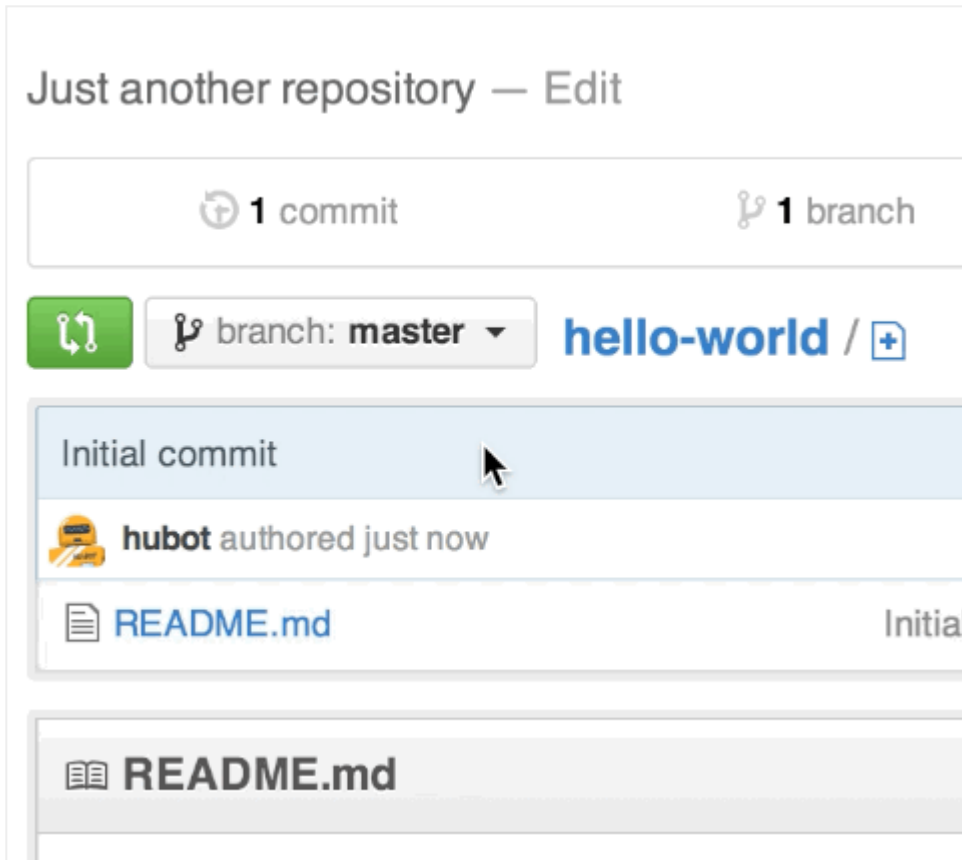 Just another repository — Edit
1 commit 1 branch
branch: master hello-world /
Initial commit
hubot authored just now
README.md Initia
README.md